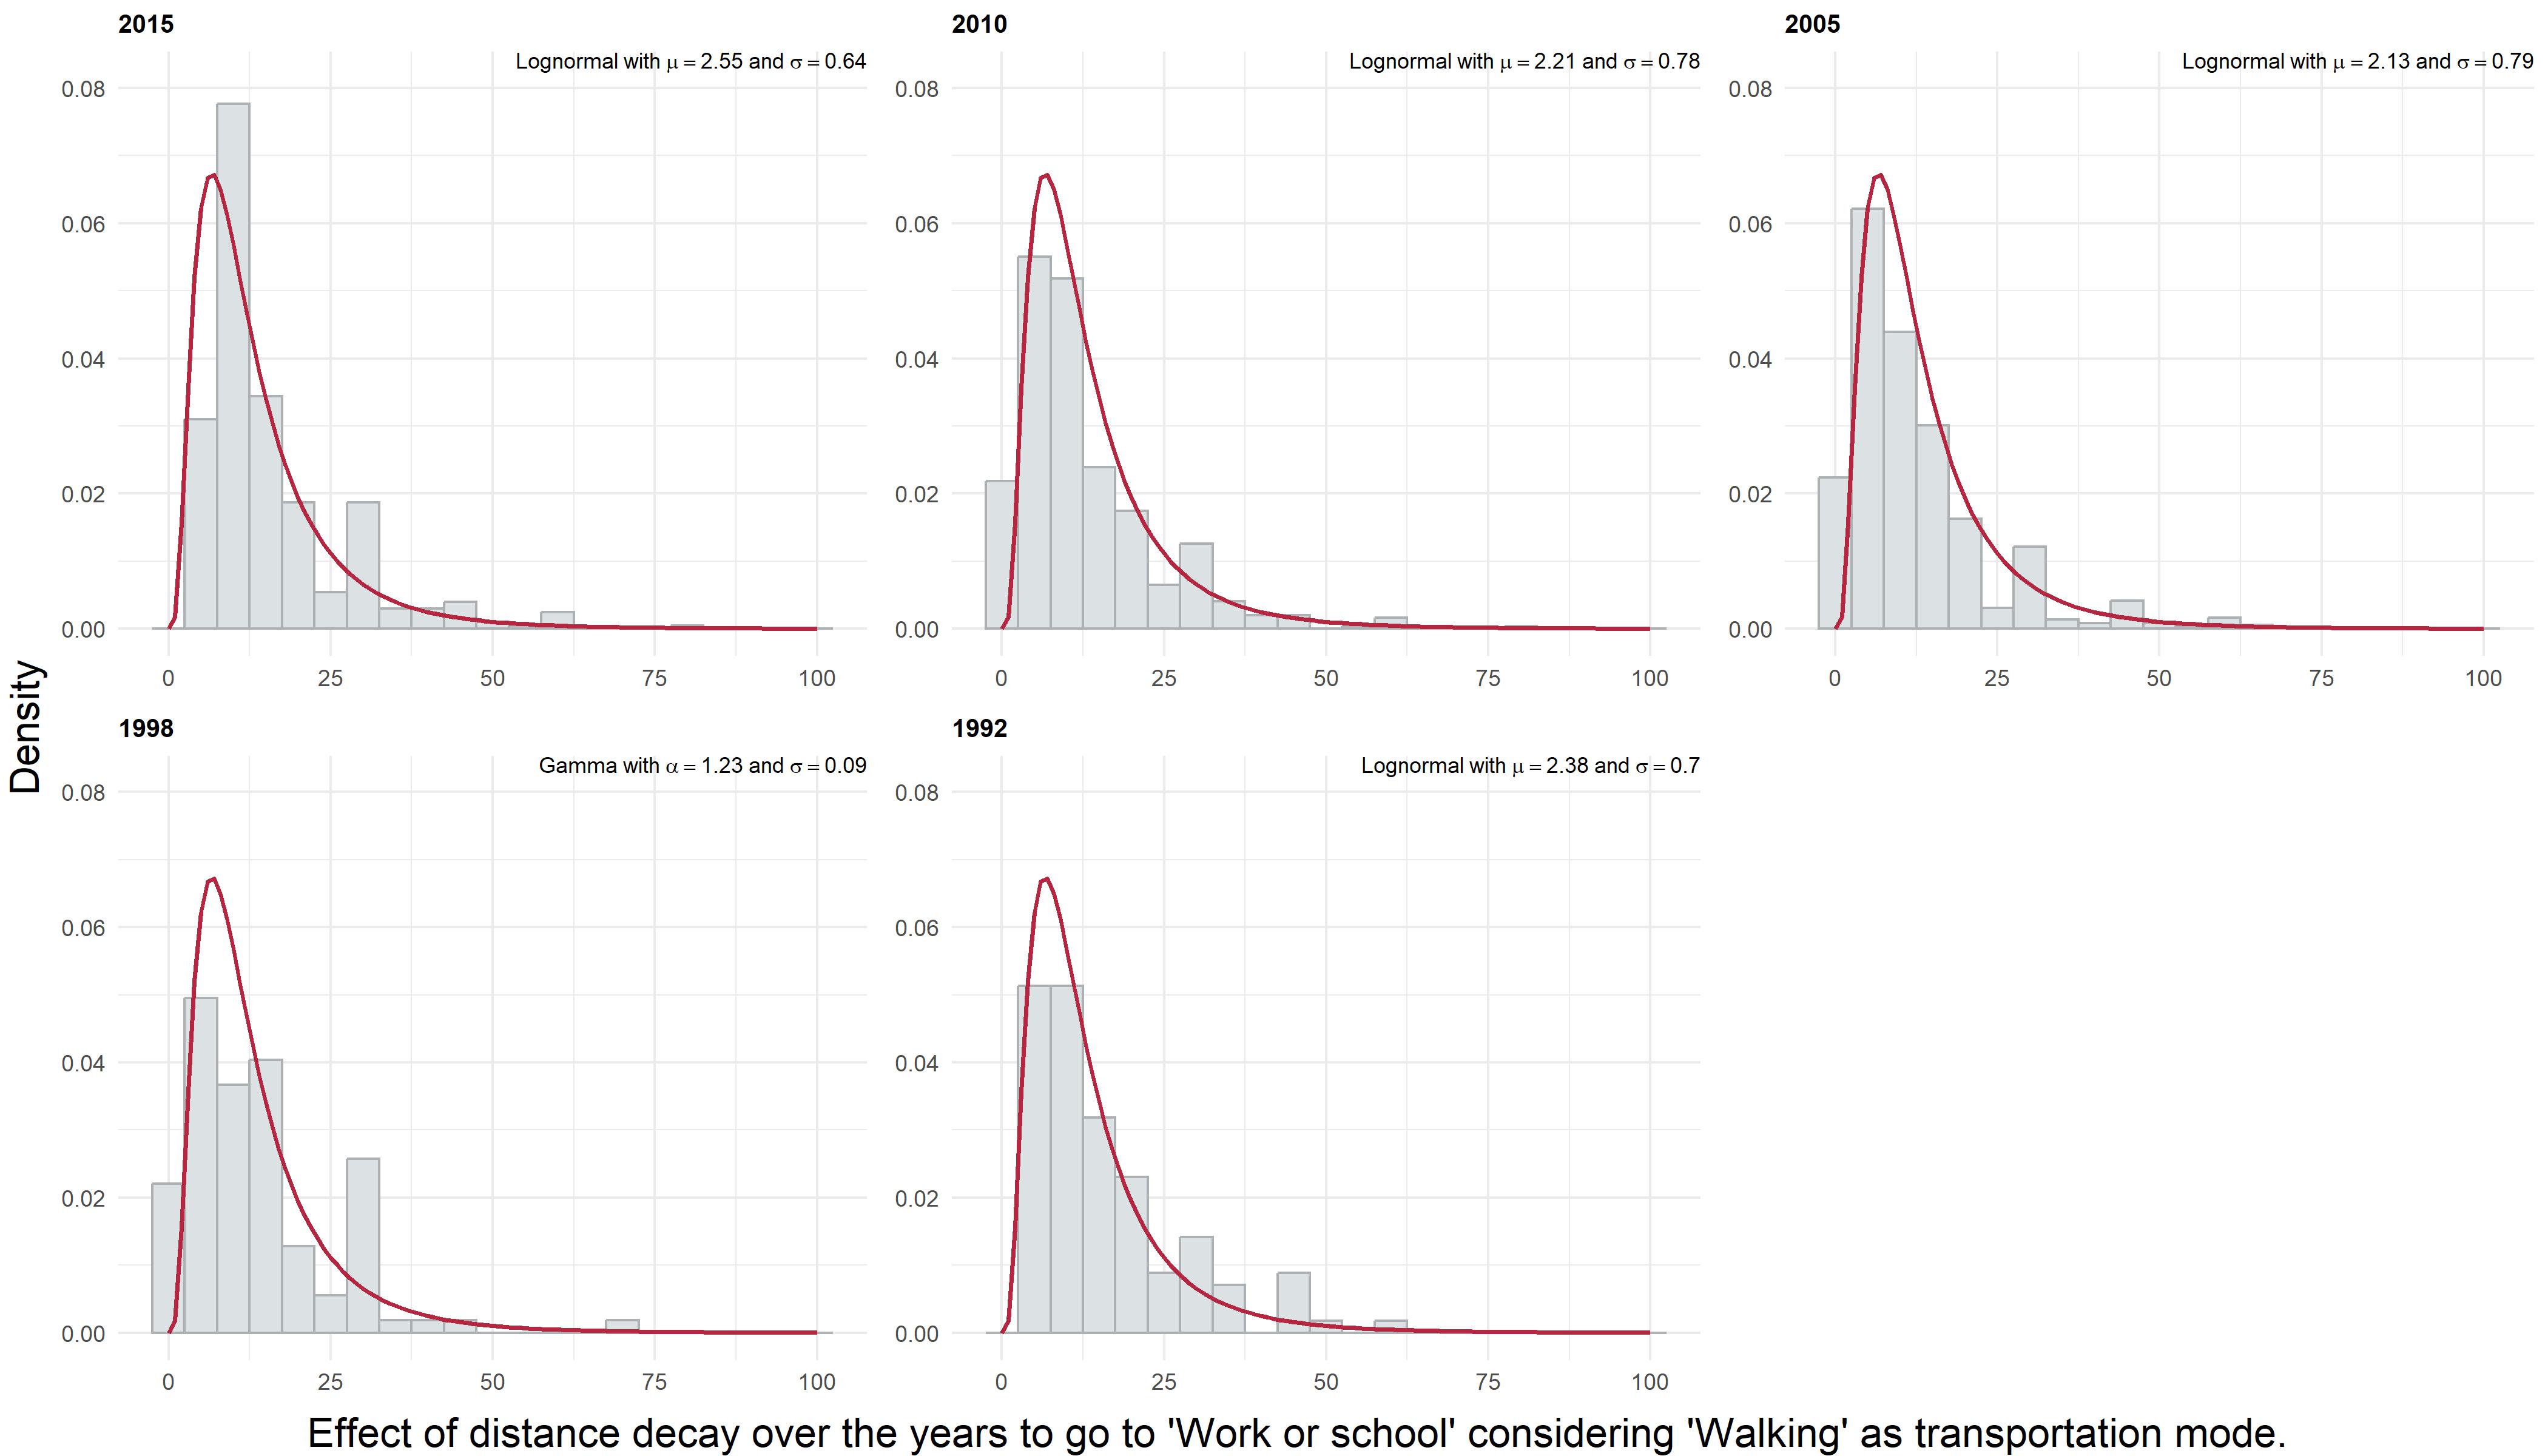 2015
Lognormal with μ = 2.55 and σ = 0.64
0.08
0.06
0.04
0.02
0.00
0 25 50 75 100
2010
Lognormal with μ = 2.21 and σ = 0.78
0.08
0.06
0.04
0.02
0.00
0 25 50 75 100
2005
Lognormal with μ = 2.13 and σ = 0.79
0.08
0.06
0.04
0.02
0.00
0 25 50 75 100
Density
1998
Gamma with α = 1.23 and σ = 0.09
0.08
0.06
0.04
0.02
0.00
0 25 50 75 100
1992
Lognormal with μ = 2.38 and σ = 0.7
0.08
0.06
0.04
0.02
0.00
0 25 50 75 100
Effect of distance decay over the years to go to 'Work or school' considering 'Walking' as transportation mode.